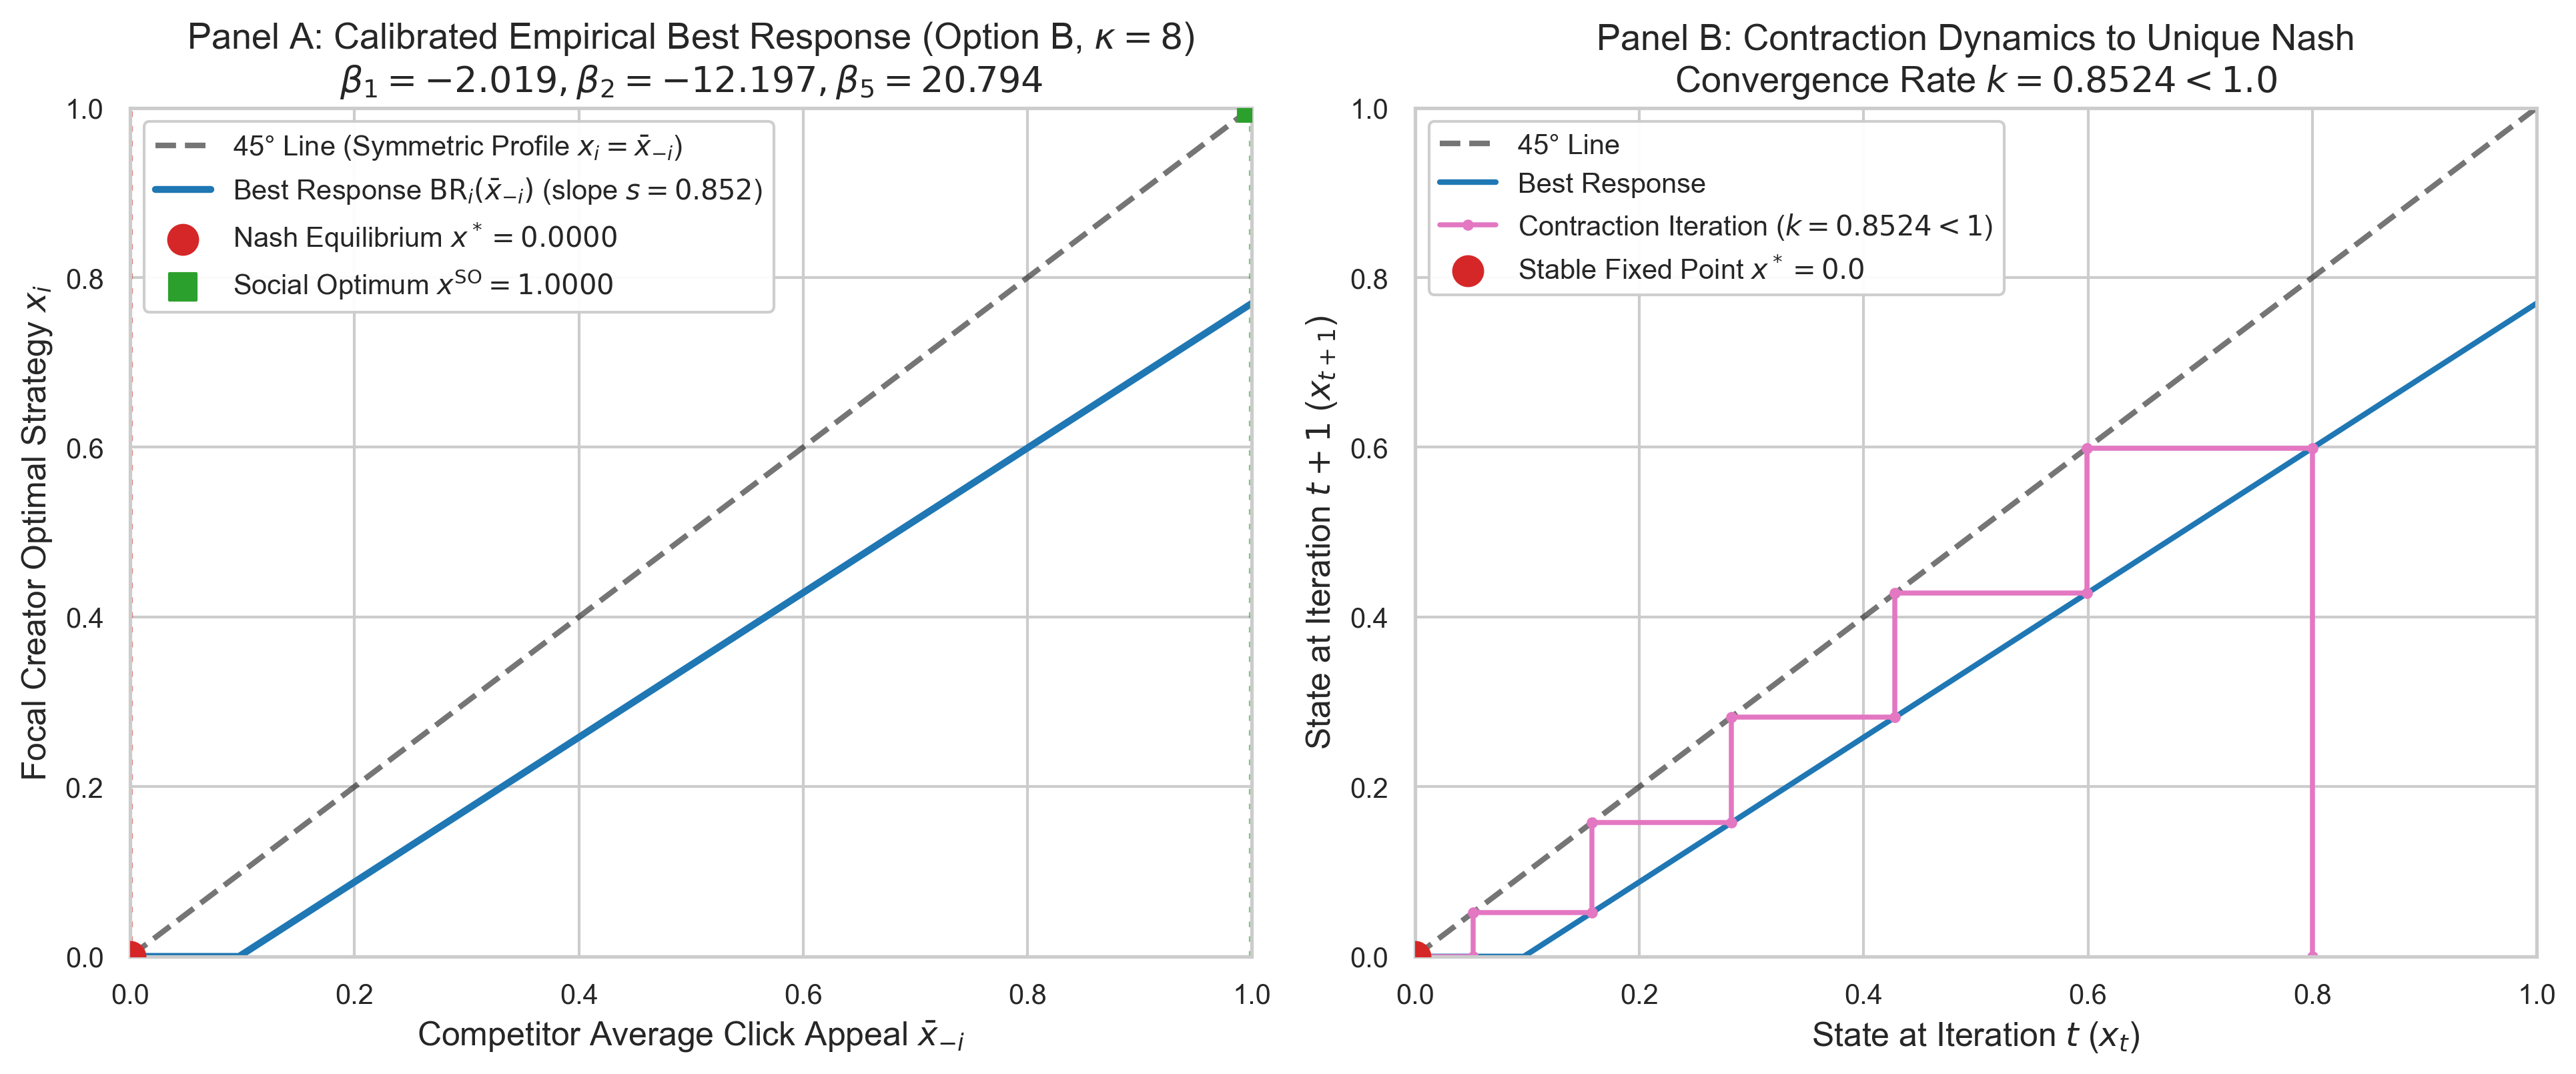 Panel A: Calibrated Empirical Best Response (Option B, κ = 8)
β₁ = −2.019, β₂ = −12.197, β₅ = 20.794
1.0
0.8
0.6
0.4
0.2
0.0
Focal Creator Optimal Strategy xᵢ
45° Line (Symmetric Profile xᵢ = x̄₋ᵢ)
Best Response BRᵢ(x̄₋ᵢ) (slope s = 0.852)
Nash Equilibrium x* = 0.0000
Social Optimum x^SO = 1.0000
0.0 0.2 0.4 0.6 0.8 1.0
Competitor Average Click Appeal x̄₋ᵢ
Panel B: Contraction Dynamics to Unique Nash
Convergence Rate k = 0.8524 < 1.0
1.0
0.8
0.6
0.4
0.2
0.0
State at Iteration t + 1 (xₜ₊₁)
45° Line
Best Response
Contraction Iteration (k = 0.8524 < 1)
Stable Fixed Point x* = 0.0
0.0 0.2 0.4 0.6 0.8 1.0
State at Iteration t (xₜ)